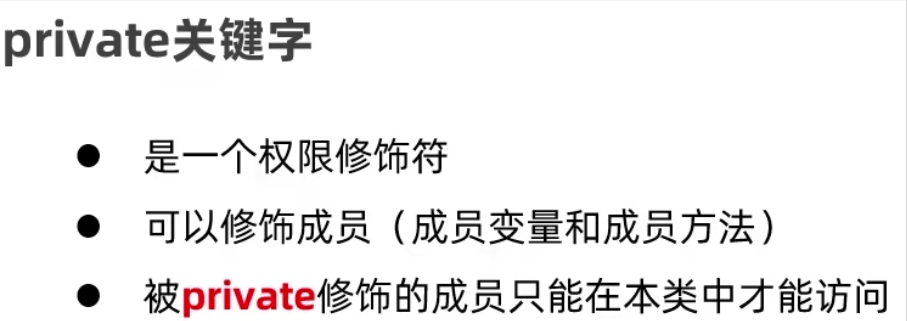 private关键字
● 是一个权限修饰符
● 可以修饰成员（成员变量和成员方法）
● 被private修饰的成员只能在本类中才能访问